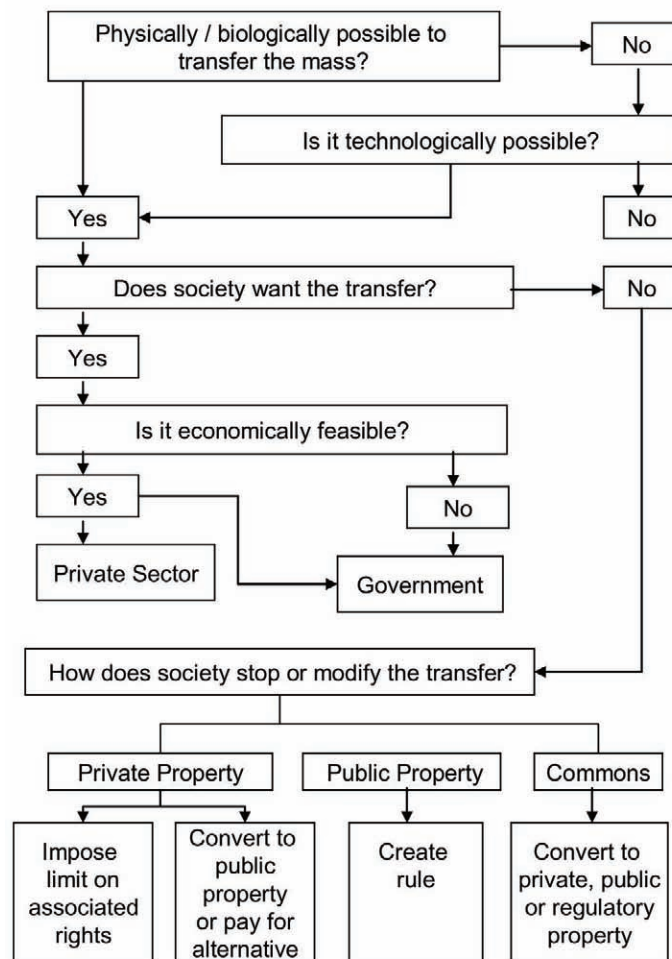 Physically / biologically possible to
transfer the mass?
No
Is it technologically possible?
Yes
No
Does society want the transfer?
No
Yes
Is it economically feasible?
Yes
No
Private Sector
Government
How does society stop or modify the transfer?
Private Property
Public Property
Commons
Impose
limit on
associated
rights
Convert to
public
property
or pay for
alternative
Create
rule
Convert to
private, public
or regulatory
property